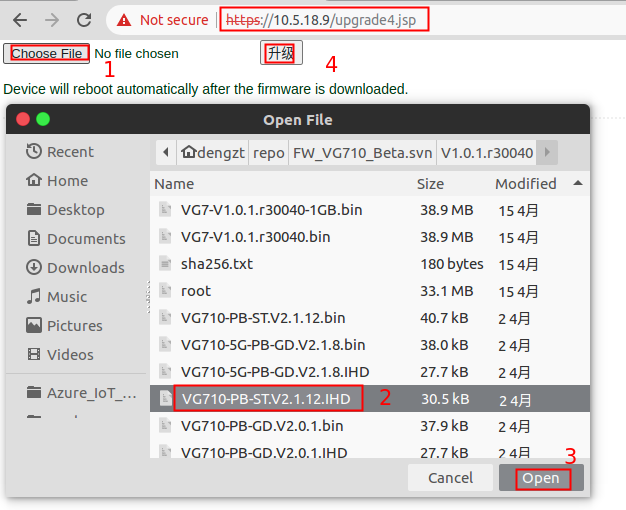 Not secure https://10.5.18.9/upgrade4.jsp
Choose File No file chosen 升级
1 4
Device will reboot automatically after the firmware is downloaded.
Open File
Recent
Home
Desktop
Documents
Downloads
Music
Pictures
Videos
Azure_IoT_…
dengzt repo FW_VG710_Beta.svn V1.0.1.r30040
Name Size Modified
VG7-V1.0.1.r30040-1GB.bin 38.9 MB 15 4月
VG7-V1.0.1.r30040.bin 38.9 MB 15 4月
sha256.txt 180 bytes 15 4月
root 33.1 MB 15 4月
VG710-PB-ST.V2.1.12.bin 40.7 kB 2 4月
VG710-5G-PB-GD.V2.1.8.bin 38.0 kB 2 4月
VG710-5G-PB-GD.V2.1.8.IHD 27.7 kB 2 4月
VG710-PB-ST.V2.1.12.IHD 2 30.5 kB 2 4月
VG710-PB-GD.V2.0.1.bin 37.9 kB 2 4月
VG710-PB-GD.V2.0.1.IHD 27.7 kB 2 4月
3
Cancel Open